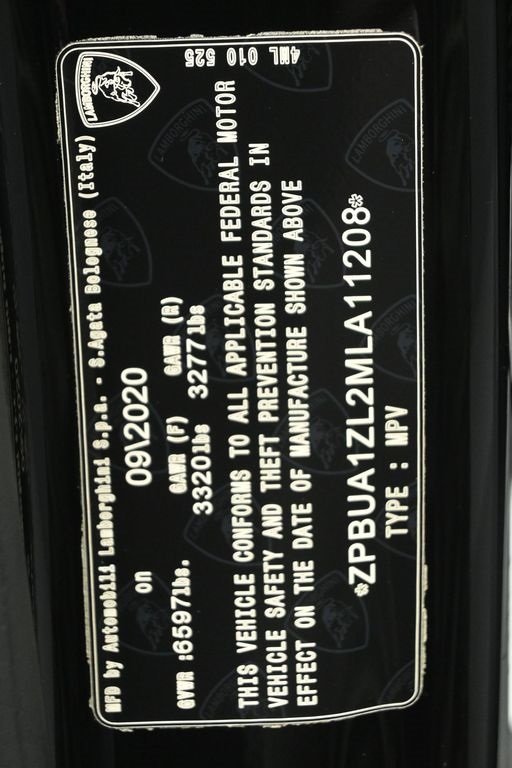 MFD by Automobili Lamborghini S.p.a. - S.Agata Bolognese (Italy)
LAMBORGHINI
on 09\2020
GAWR (F) GAWR (R)
GVWR :6597lbs. 3320lbs 3277lbs
THIS VEHICLE CONFORMS TO ALL APPLICABLE FEDERAL MOTOR
VEHICLE SAFETY AND THEFT PREVENTION STANDARDS IN
EFFECT ON THE DATE OF MANUFACTURE SHOWN ABOVE
*ZPBUA1ZL2MLA11208*
TYPE : MPV
4ML 010 525